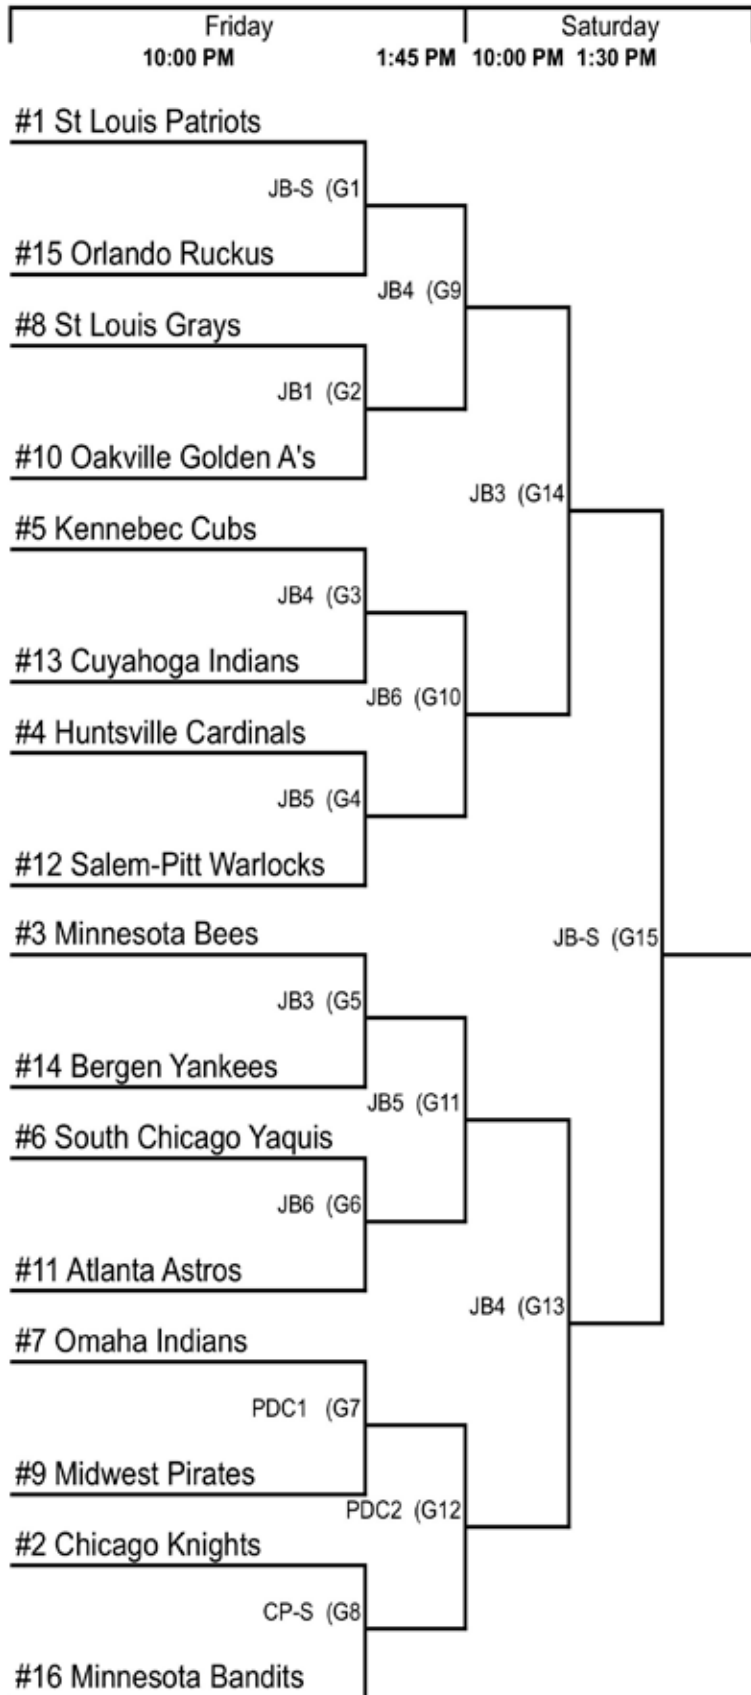 Friday Saturday
10:00 PM 1:45 PM 10:00 PM 1:30 PM
#1 St Louis Patriots
JB-S (G1
#15 Orlando Ruckus
JB4 (G9
#8 St Louis Grays
JB1 (G2
#10 Oakville Golden A's
JB3 (G14
#5 Kennebec Cubs
JB4 (G3
#13 Cuyahoga Indians
JB6 (G10
#4 Huntsville Cardinals
JB5 (G4
#12 Salem-Pitt Warlocks
#3 Minnesota Bees
JB-S (G15
JB3 (G5
#14 Bergen Yankees
JB5 (G11
#6 South Chicago Yaquis
JB6 (G6
#11 Atlanta Astros
JB4 (G13
#7 Omaha Indians
PDC1 (G7
#9 Midwest Pirates
PDC2 (G12
#2 Chicago Knights
CP-S (G8
#16 Minnesota Bandits